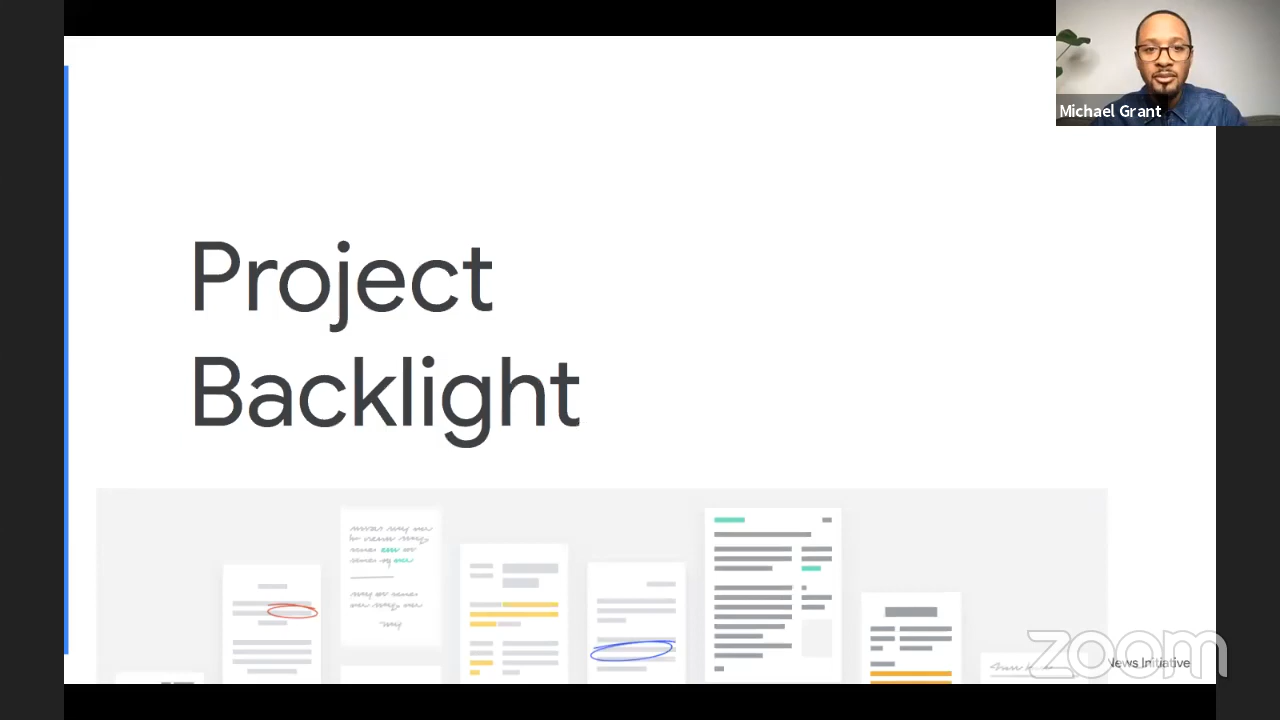 Michael Grant
Project
Backlight
zoom
News Initiative